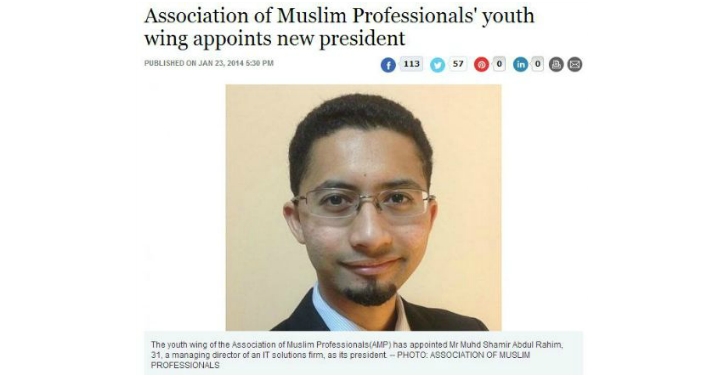 Association of Muslim Professionals' youth
wing appoints new president
PUBLISHED ON JAN 23, 2014 5:30 PM
113 57 0 0
The youth wing of the Association of Muslim Professionals(AMP) has appointed Mr Muhd Shamir Abdul Rahim,
31, a managing director of an IT solutions firm, as its president. -- PHOTO: ASSOCIATION OF MUSLIM
PROFESSIONALS